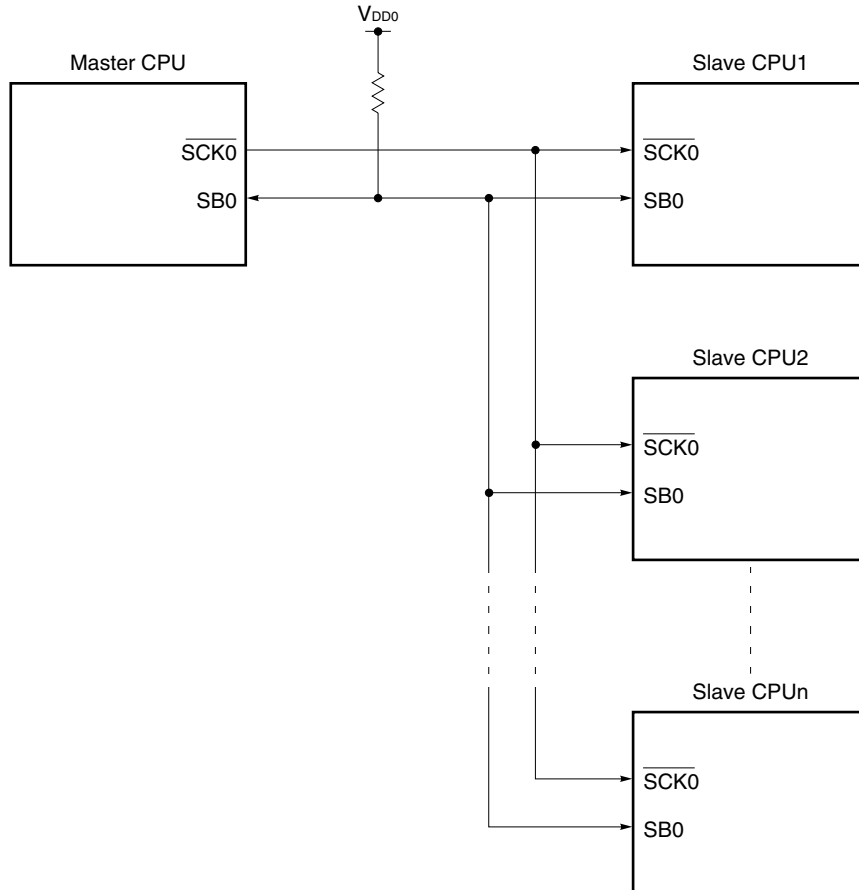 VDD0
Master CPU
Slave CPU1
SCK0
SCK0
SB0
SB0
Slave CPU2
SCK0
SB0
Slave CPUn
SCK0
SB0